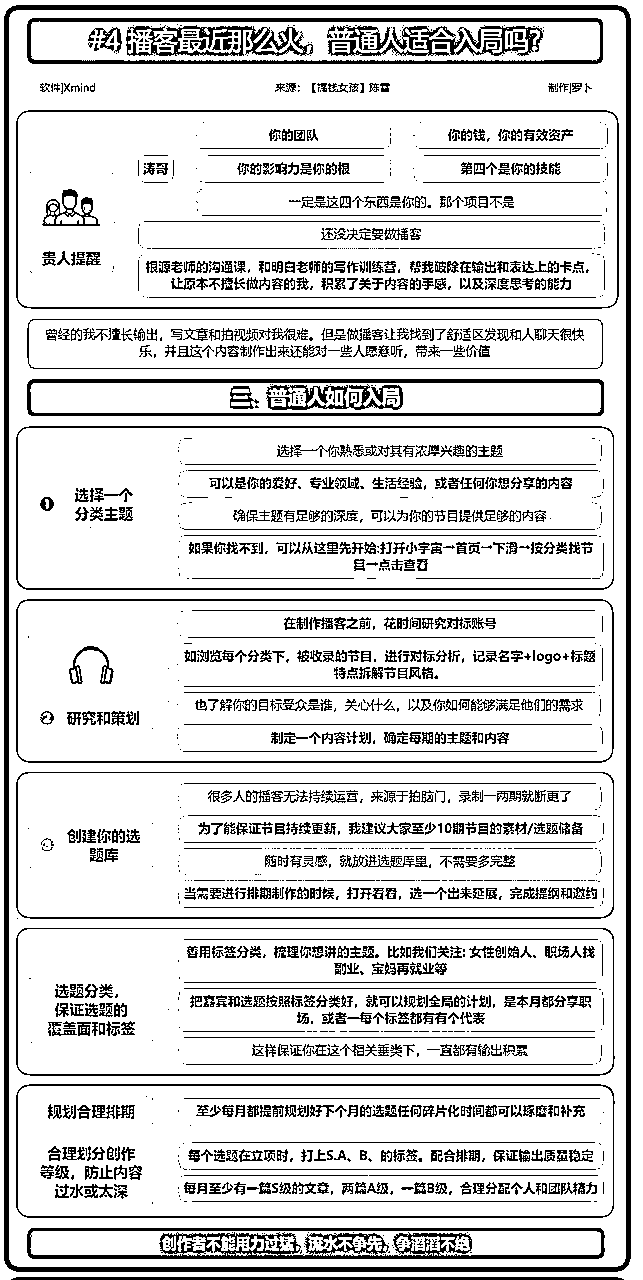 #4 播客最近那么火，普通人适合入局吗？
软件|Xmind
来源：【搞钱女孩】陈雷
制作|萝卜
贵人提醒
涛哥
你的团队
你的钱，你的有效资产
你的影响力是你的根
第四个是你的技能
一定是这四个东西是你的。那个项目不是
还没决定要做播客
根源老师的沟通课，和明白老师的写作训练营，帮我破除在输出和表达上的卡点，
让原本不擅长做内容的我，积累了关于内容的手感，以及深度思考的能力
曾经的我不擅长输出，写文章和拍视频对我很难。但是做播客让我找到了舒适区发现和人聊天很快
乐，并且这个内容制作出来还能对一些人愿意听，带来一些价值
三、普通人如何入局
❶ 选择一个
分类主题
选择一个你熟悉或对其有浓厚兴趣的主题
可以是你的爱好、专业领域、生活经验，或者任何你想分享的内容
确保主题有足够的深度，可以为你的节目提供足够的内容
如果你找不到，可以从这里先开始:打开小宇宙→首页→下滑→按分类找节
目→点击查看
❷ 研究和策划
在制作播客之前，花时间研究对标账号
如浏览每个分类下，被收录的节目，进行对标分析，记录名字+logo+标题
特点拆解节目风格。
也了解你的目标受众是谁，关心什么，以及你如何能够满足他们的需求
制定一个内容计划，确定每期的主题和内容
创建你的选
题库
很多人的播客无法持续运营，来源于拍脑门，录制一两期就断更了
为了能保证节目持续更新，我建议大家至少10期节目的素材/选题储备
随时有灵感，就放进选题库里，不需要多完整
当需要进行排期制作的时候，打开看看，选一个出来延展，完成提纲和邀约
选题分类，
保证选题的
覆盖面和标签
善用标签分类，梳理你想讲的主题。比如我们关注: 女性创始人、职场人找
副业、宝妈再就业等
把嘉宾和选题按照标签分类好，就可以规划全局的计划，是本月都分享职
场，或者一每个标签都有有个代表
这样保证你在这个相关垂类下，一直都有输出积累
规划合理排期
至少每月都提前规划好下个月的选题任何碎片化时间都可以琢磨和补充
合理划分创作
等级，防止内容
过水或太深
每个选题在立项时，打上S.A、B、的标签。配合排期，保证输出质量稳定
每月至少有一篇S级的文章，两篇A级，一篇B级，合理分配个人和团队精力
创作者不能用力过猛，流水不争先，争滔滔不绝